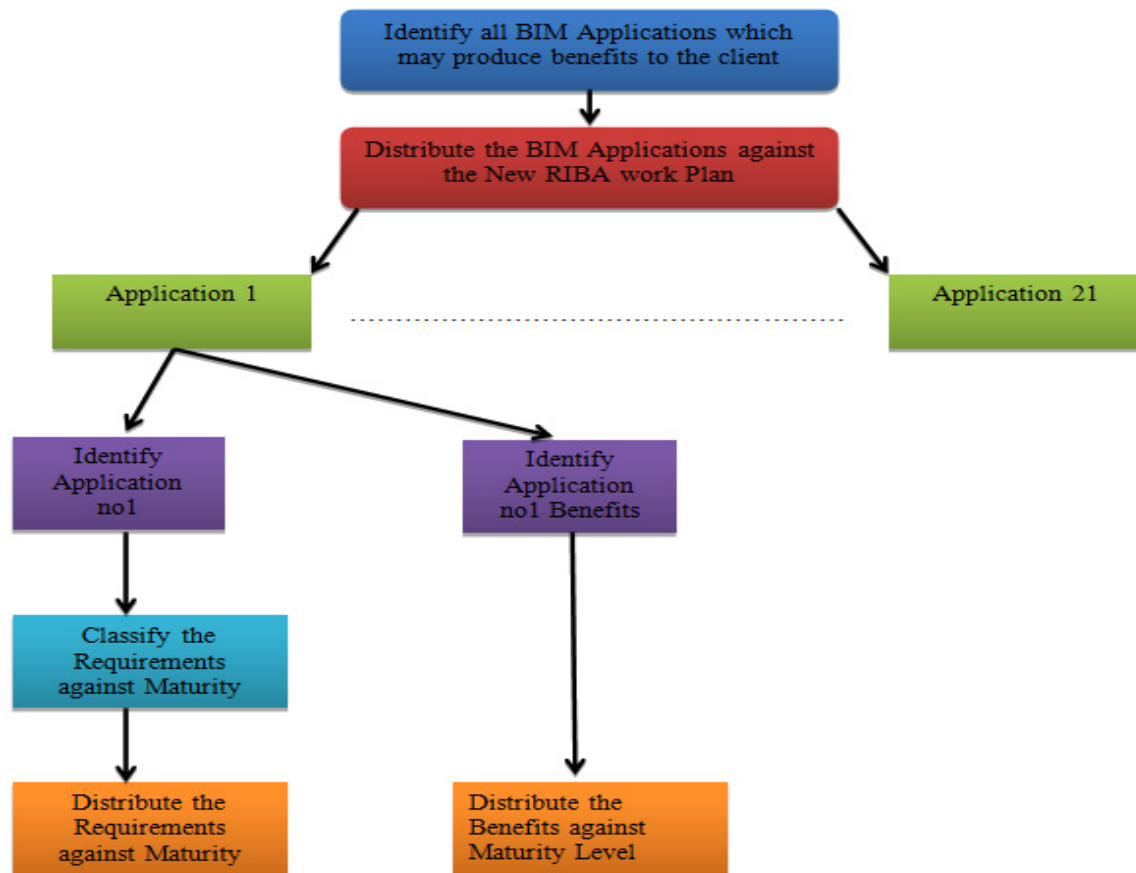 Identify all BIM Applications which
may produce benefits to the client
Distribute the BIM Applications against
the New RIBA work Plan
Application 1
Application 21
Identify
Application
no1
Identify
Application
no1 Benefits
Classify the
Requirements
against Maturity
Distribute the
Requirements
against Maturity
Distribute the
Benefits against
Maturity Level